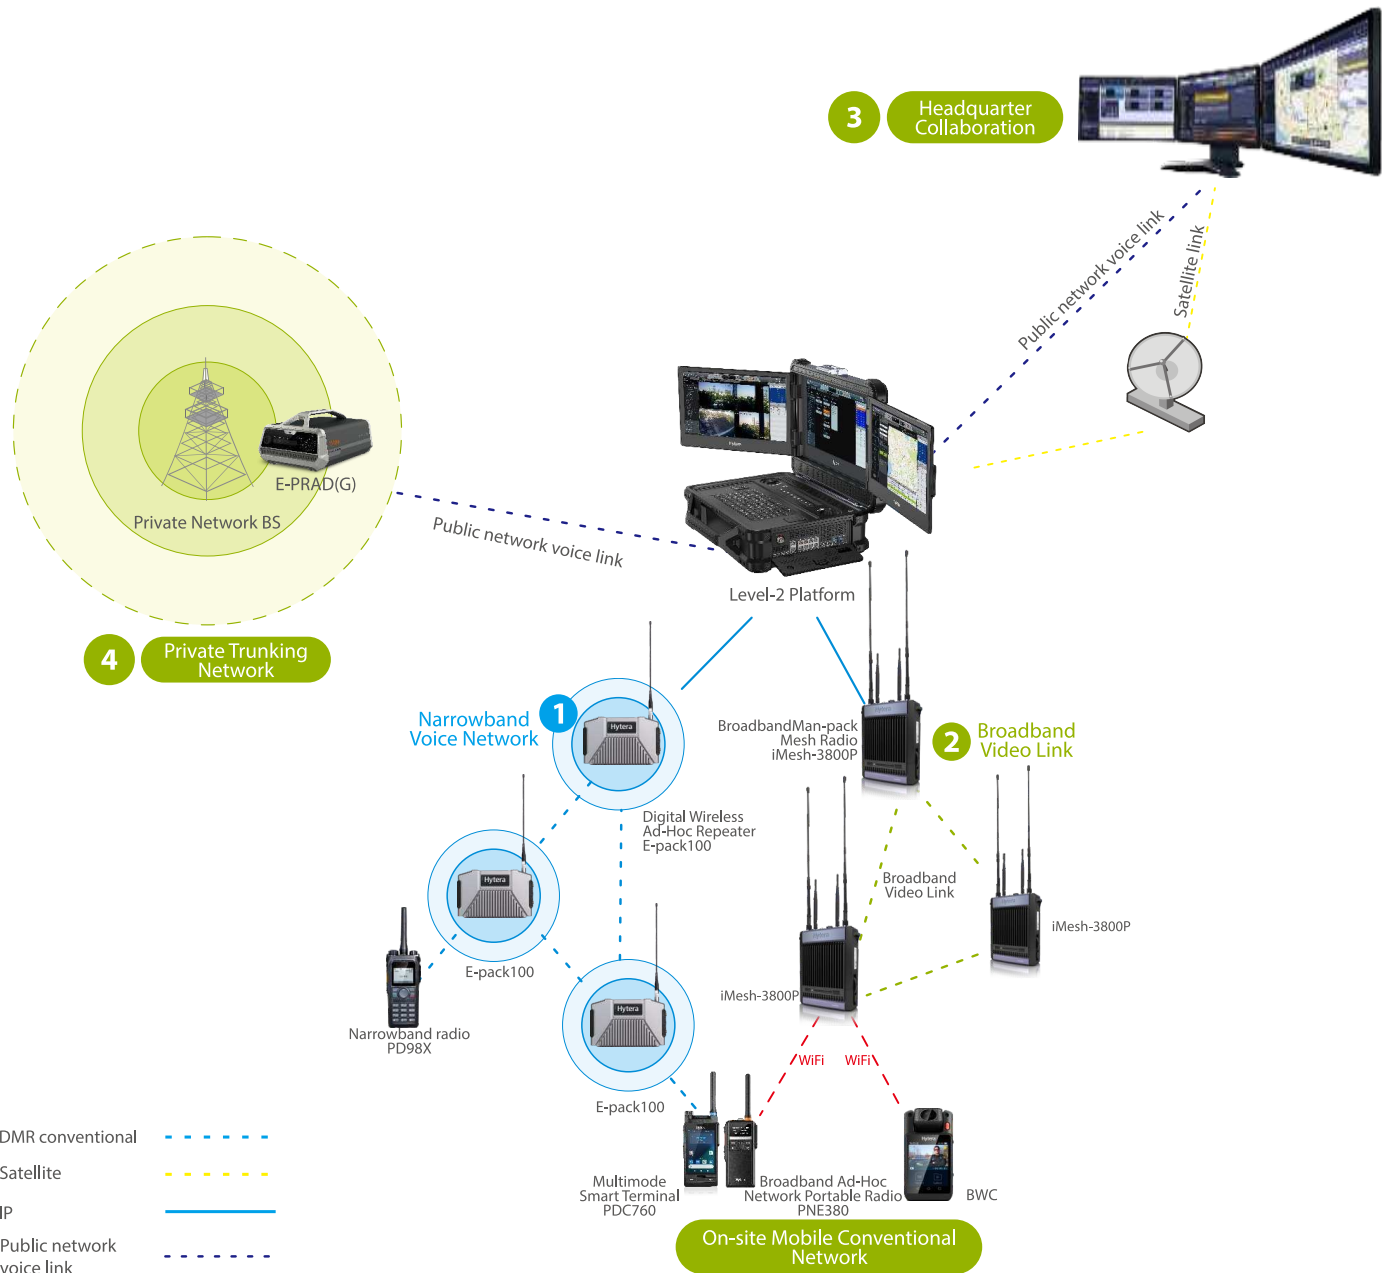 3
Headquarter
Collaboration
Public network voice link
Satellite link
E-PRAD(G)
Private Network BS
Public network voice link
Level-2 Platform
4
Private Trunking
Network
Narrowband
Voice Network
1
Hytera
BroadbandMan-pack
Mesh Radio
iMesh-3800P
Hytera
2
Broadband
Video Link
Digital Wireless
Ad-Hoc Repeater
E-pack100
Hytera
E-pack100
Broadband
Video Link
iMesh-3800P
Hytera
iMesh-3800P
Narrowband radio
PD98X
Hytera
E-pack100
WiFi
WiFi
Multimode
Smart Terminal
PDC760
Broadband Ad-Hoc
Network Portable Radio
PNE380
Hytera
BWC
On-site Mobile Conventional
Network
DMR conventional
Satellite
IP
Public network
voice link